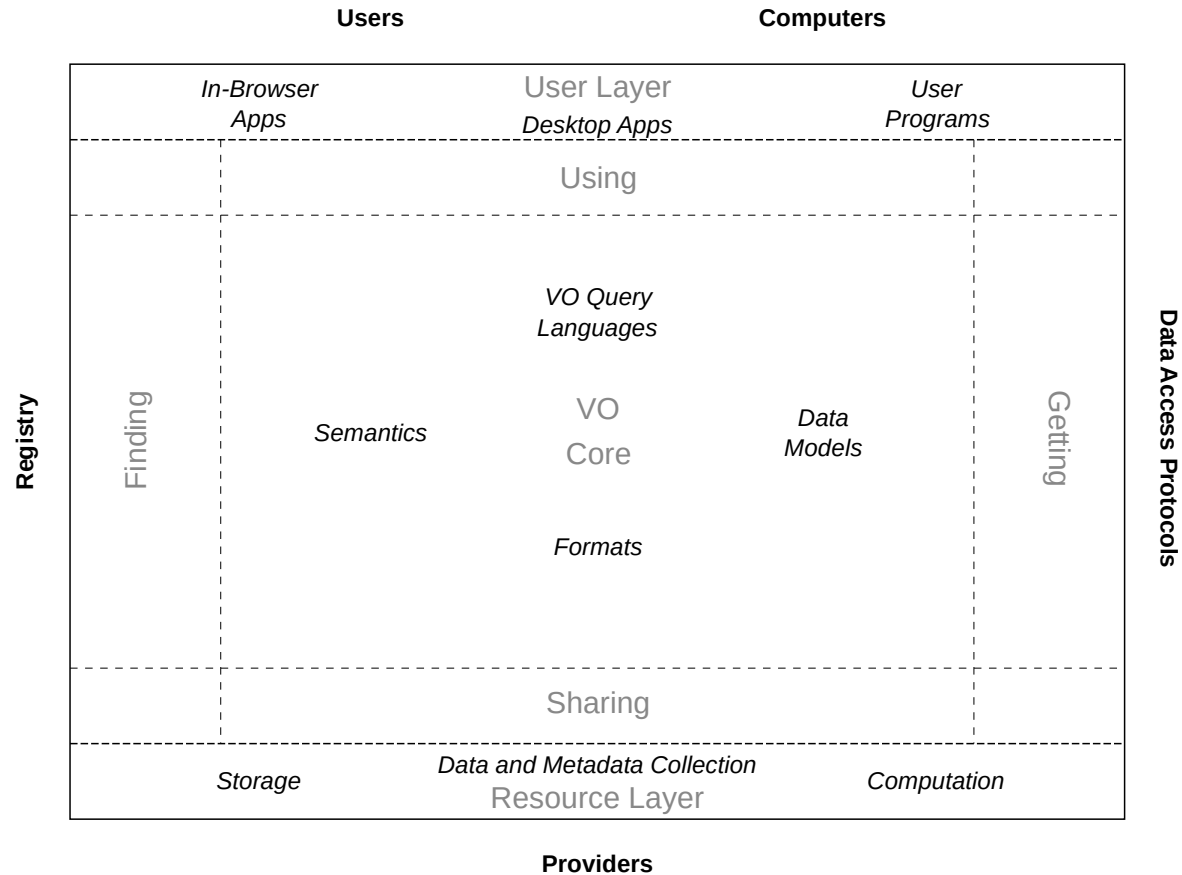 Users
Computers
In-Browser
Apps
User Layer
Desktop Apps
User
Programs
Using
VO Query
Languages
Registry
Finding
Semantics
VO
Core
Data
Models
Getting
Data Access Protocols
Formats
Sharing
Storage
Data and Metadata Collection
Resource Layer
Computation
Providers